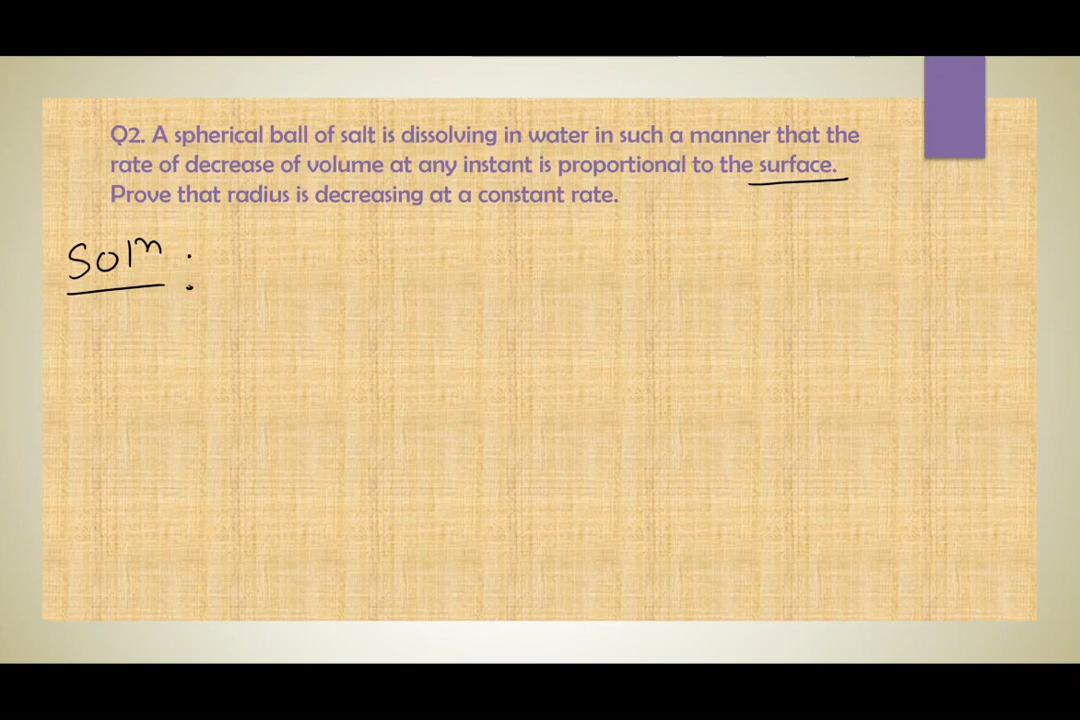 Q2. A spherical ball of salt is dissolving in water in such a manner that the
rate of decrease of volume at any instant is proportional to the surface.
Prove that radius is decreasing at a constant rate.
Soln :